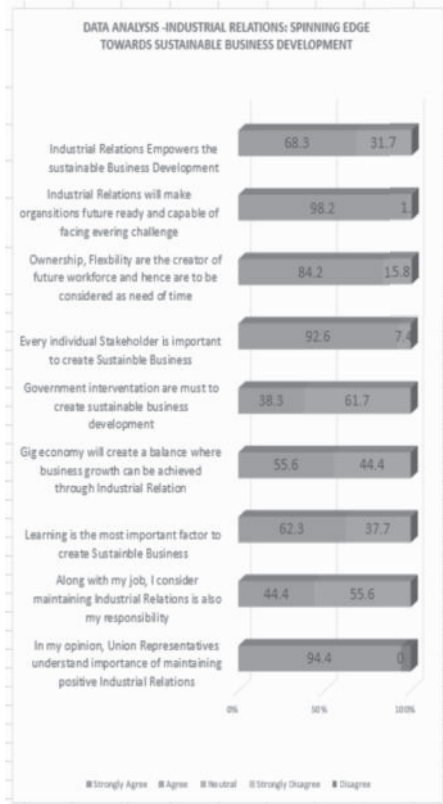 DATA ANALYSIS -INDUSTRIAL RELATIONS: SPINNING EDGE
TOWARDS SUSTAINABLE BUSINESS DEVELOPMENT
Industrial Relations Empowers the
sustainable Business Development
68.3 31.7
Industrial Relations will make
organsitions future ready and capable of
facing evering challenge
98.2 1.
Ownership, Flexbility are the creator of
future workforce and hence are to be
considered as need of time
84.2 15.8
Every individual Stakeholder is important
to create Sustainble Business
92.6 7.4
Government interventation are must to
create sustainable business
development
38.3 61.7
Gig economy will create a balance where
business growth can be achieved
through Industrial Relation
55.6 44.4
Learning is the most important factor to
create Sustainble Business
62.3 37.7
Along with my job, I consider
maintaining Industrial Relations is also
my responsibility
44.4 55.6
In my opinion, Union Representatives
understand importance of maintaining
positive Industrial Relations
94.4 0
0% 50% 100%
Strongly Agree Agree Neutral Strongly Disagree Disagree